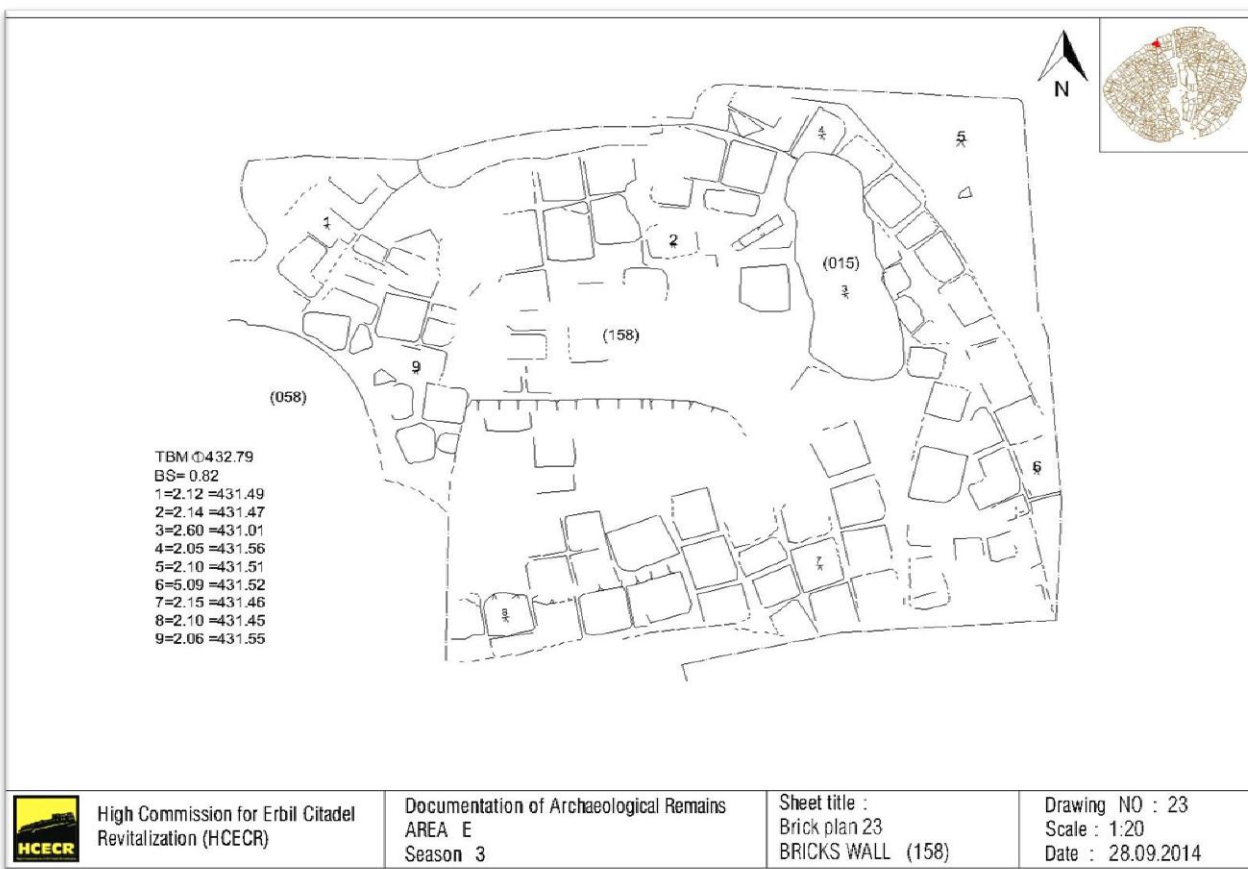 N
4
5
1
2
(015)
3
(158)
9
(058)
6
7
8
TBM ①432.79
BS= 0.82
1=2.12 =431.49
2=2.14 =431.47
3=2.60 =431.01
4=2.05 =431.56
5=2.10 =431.51
6=5.09 =431.52
7=2.15 =431.46
8=2.10 =431.45
9=2.06 =431.55
HCECR
High Commission for Erbil Citadel
Revitalization (HCECR)
Documentation of Archaeological Remains
AREA E
Season 3
Sheet title :
Brick plan 23
BRICKS WALL (158)
Drawing NO : 23
Scale : 1:20
Date : 28.09.2014